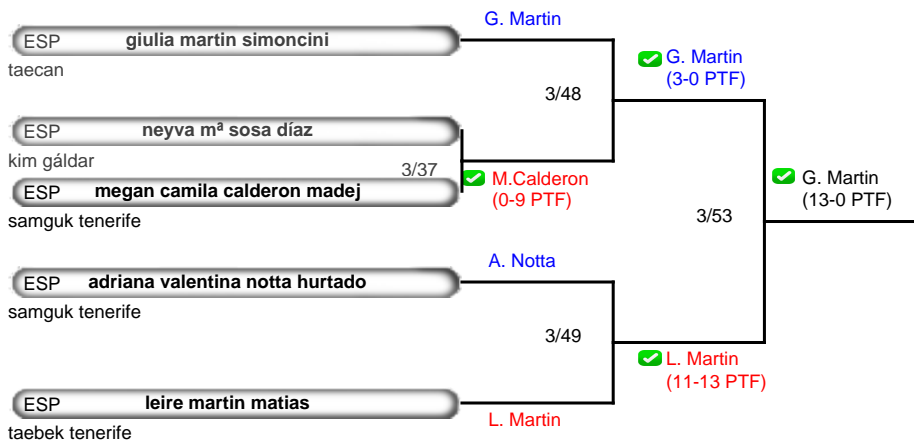 G. Martin
ESP giulia martin simoncini
taecan
G. Martin
(3-0 PTF)
3/48
ESP neyva mª sosa díaz
kim gáldar
3/37
ESP megan camila calderon madej
samguk tenerife
M.Calderon
(0-9 PTF)
G. Martin
(13-0 PTF)
3/53
A. Notta
ESP adriana valentina notta hurtado
samguk tenerife
3/49
L. Martin
(11-13 PTF)
ESP leire martin matias
taebek tenerife
L. Martin